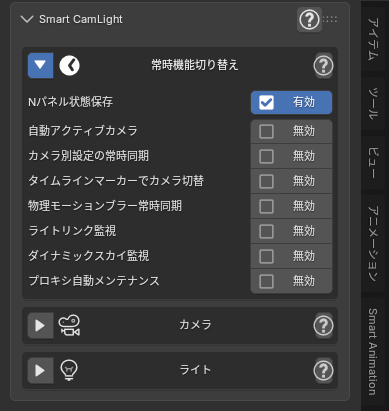 Smart CamLight
常時機能切り替え
Nパネル状態保存 有効
自動アクティブカメラ 無効
カメラ別設定の常時同期 無効
タイムラインマーカーでカメラ切替 無効
物理モーションブラー常時同期 無効
ライトリンク監視 無効
ダイナミックスカイ監視 無効
プロキシ自動メンテナンス 無効
カメラ
ライト
アイテム
ツール
ビュー
アニメーション
Smart Animation